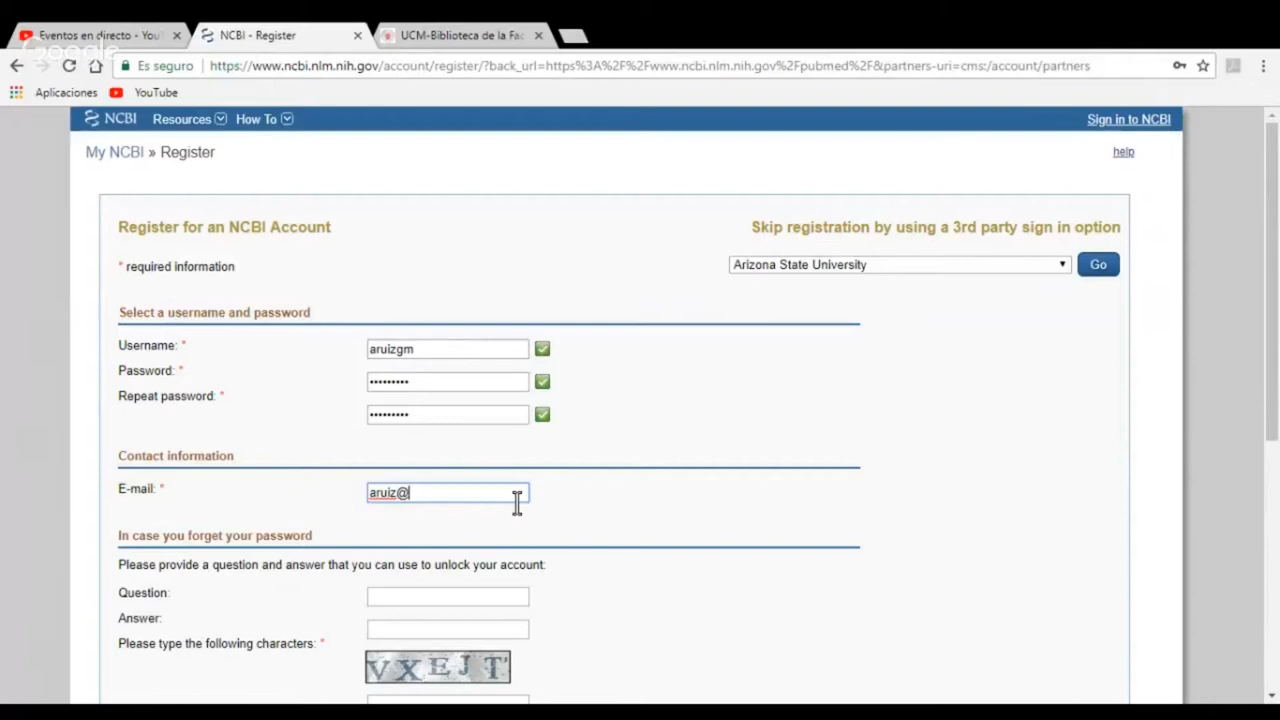 Eventos en directo - You
NCBI - Register
UCM-Biblioteca de la Fac
Google
Es seguro
https://www.ncbi.nlm.nih.gov/account/register/?back_url=https%3A%2F%2Fwww.ncbi.nlm.nih.gov%2Fpubmed%2F&partners-uri=cms:/account/partners
Aplicaciones YouTube
NCBI Resources How To Sign in to NCBI
My NCBI » Register help
Register for an NCBI Account Skip registration by using a 3rd party sign in option
* required information Arizona State University Go
Select a username and password
Username: * aruizgm
Password: * •••••••••
Repeat password: * •••••••••
Contact information
E-mail: * aruiz@
In case you forget your password
Please provide a question and answer that you can use to unlock your account:
Question:
Answer:
Please type the following characters: *
VXEJT